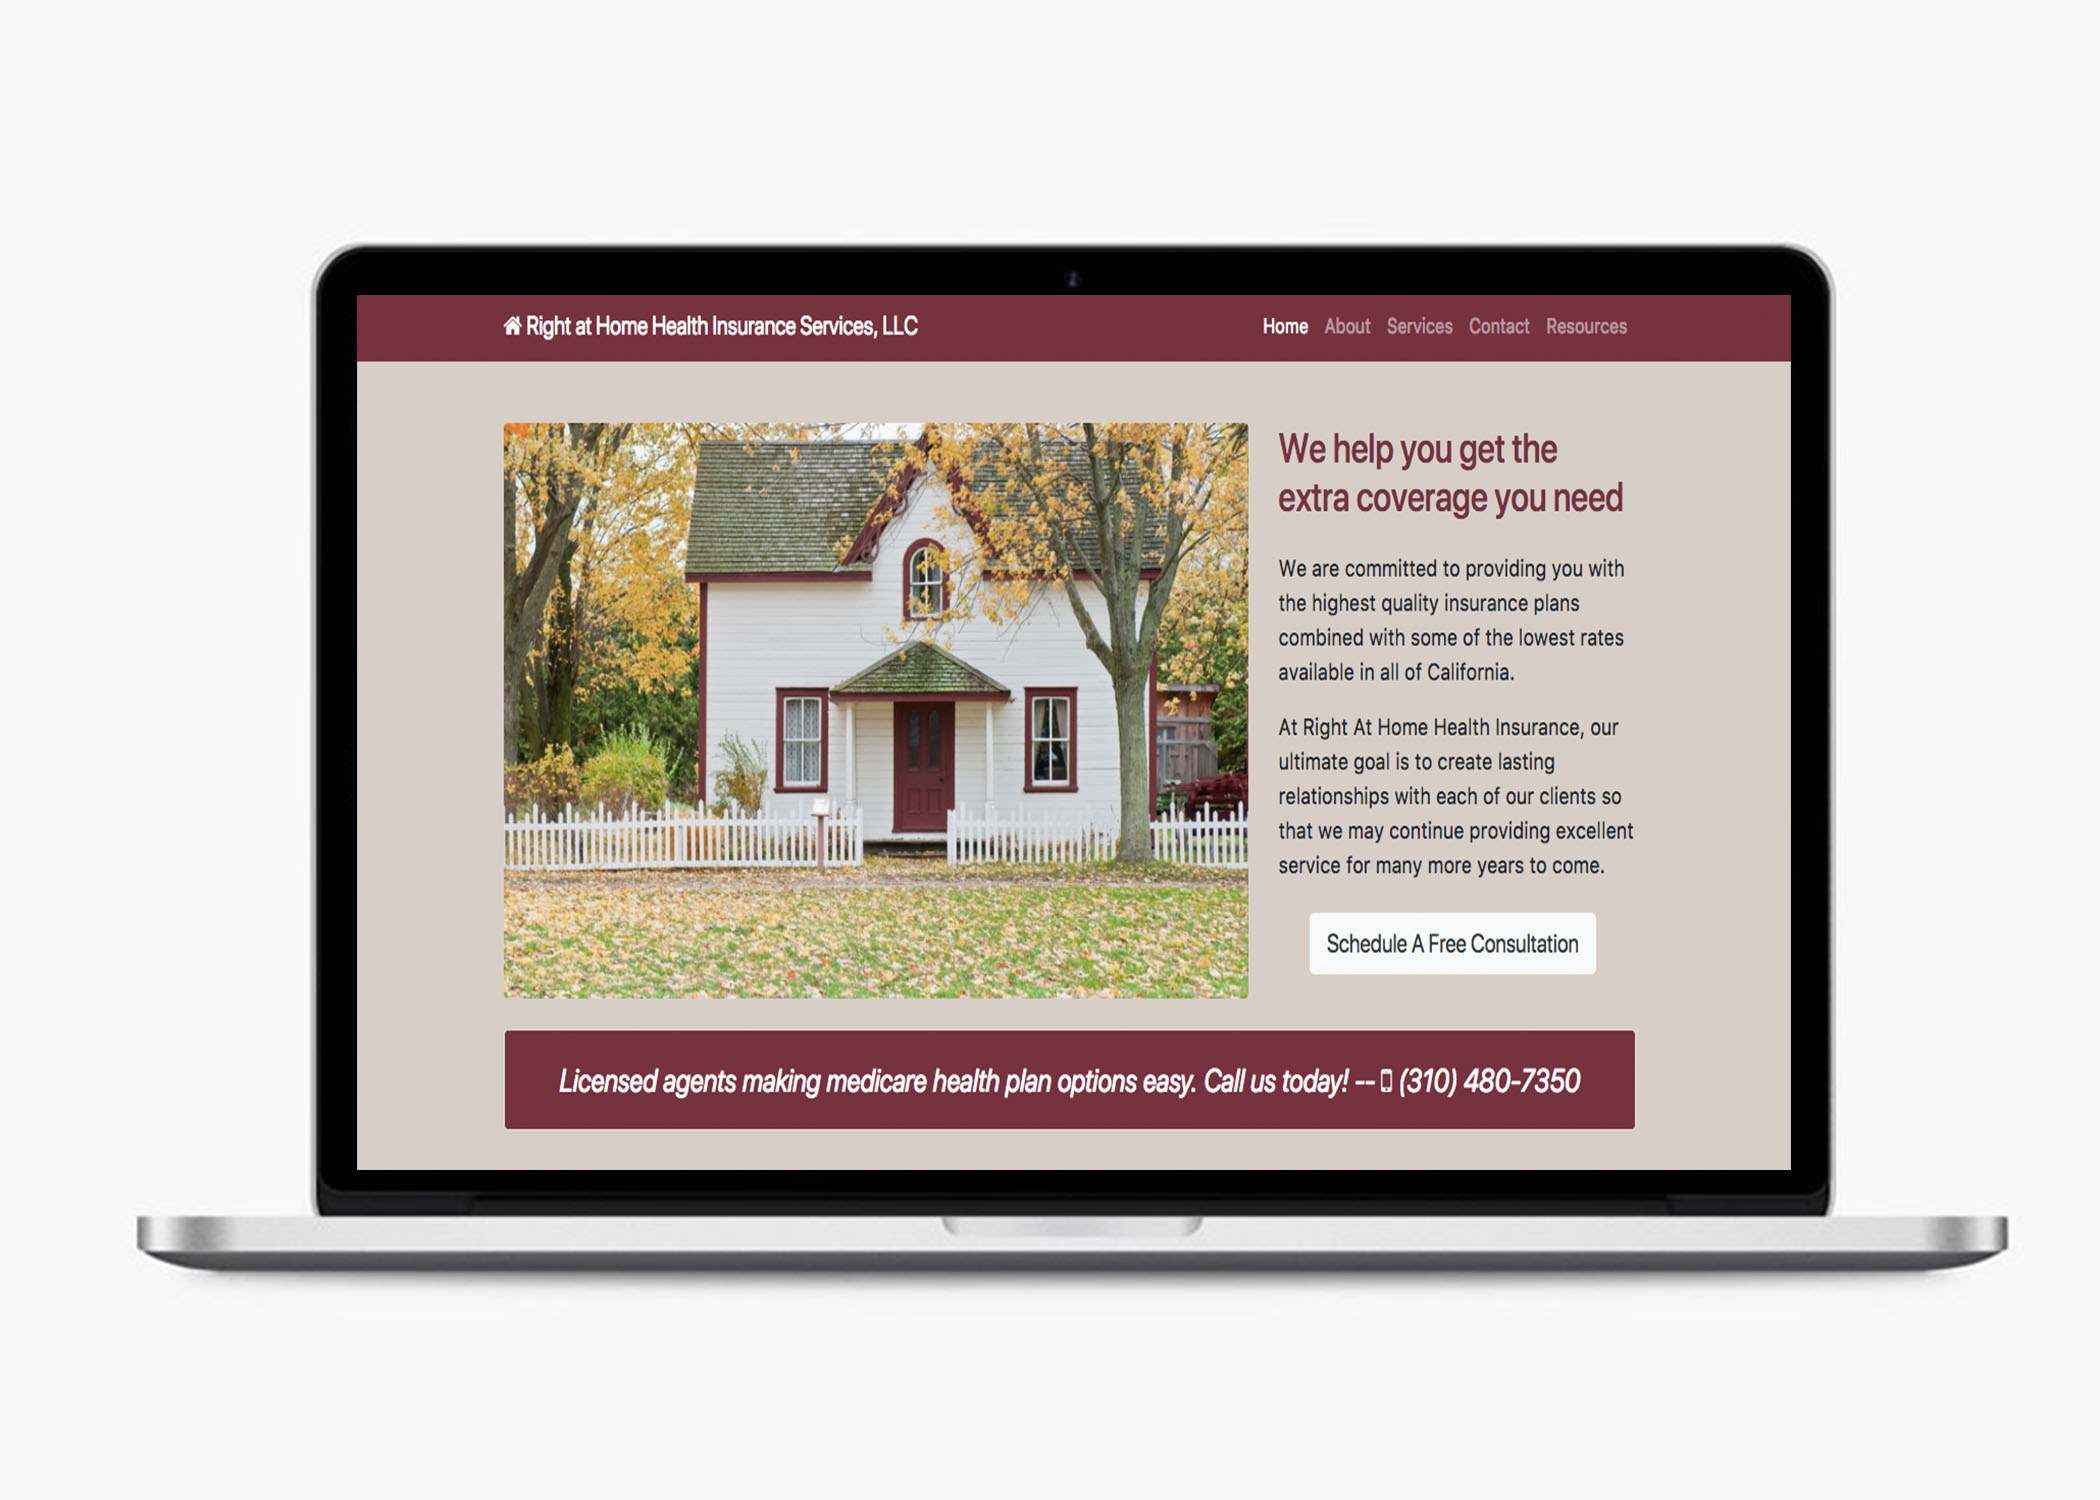 Right at Home Health Insurance Services, LLC
Home About Services Contact Resources
We help you get the
extra coverage you need
We are committed to providing you with
the highest quality insurance plans
combined with some of the lowest rates
available in all of California.
At Right At Home Health Insurance, our
ultimate goal is to create lasting
relationships with each of our clients so
that we may continue providing excellent
service for many more years to come.
Schedule A Free Consultation
Licensed agents making medicare health plan options easy. Call us today! -- (310) 480-7350